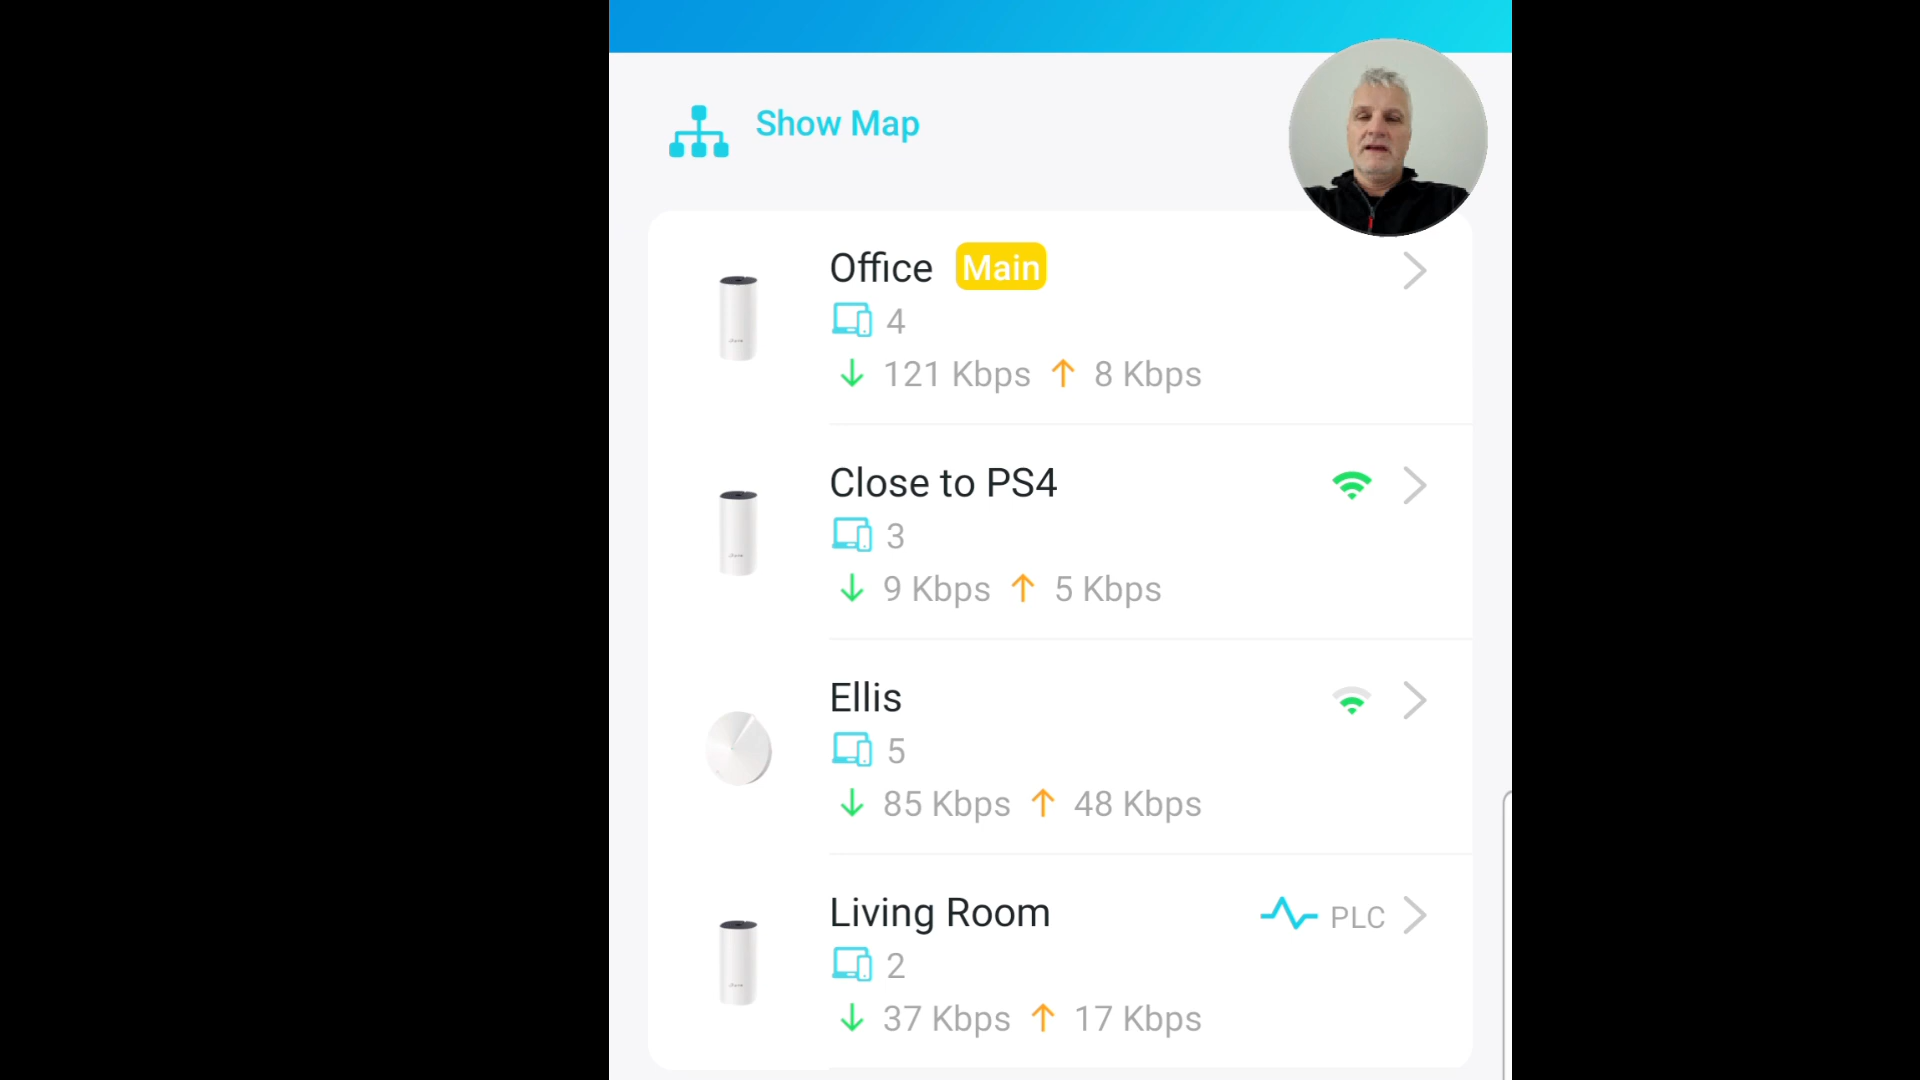 Show Map
Office Main
4
121 Kbps 8 Kbps
Close to PS4
3
9 Kbps 5 Kbps
Ellis
5
85 Kbps 48 Kbps
Living Room PLC
2
37 Kbps 17 Kbps